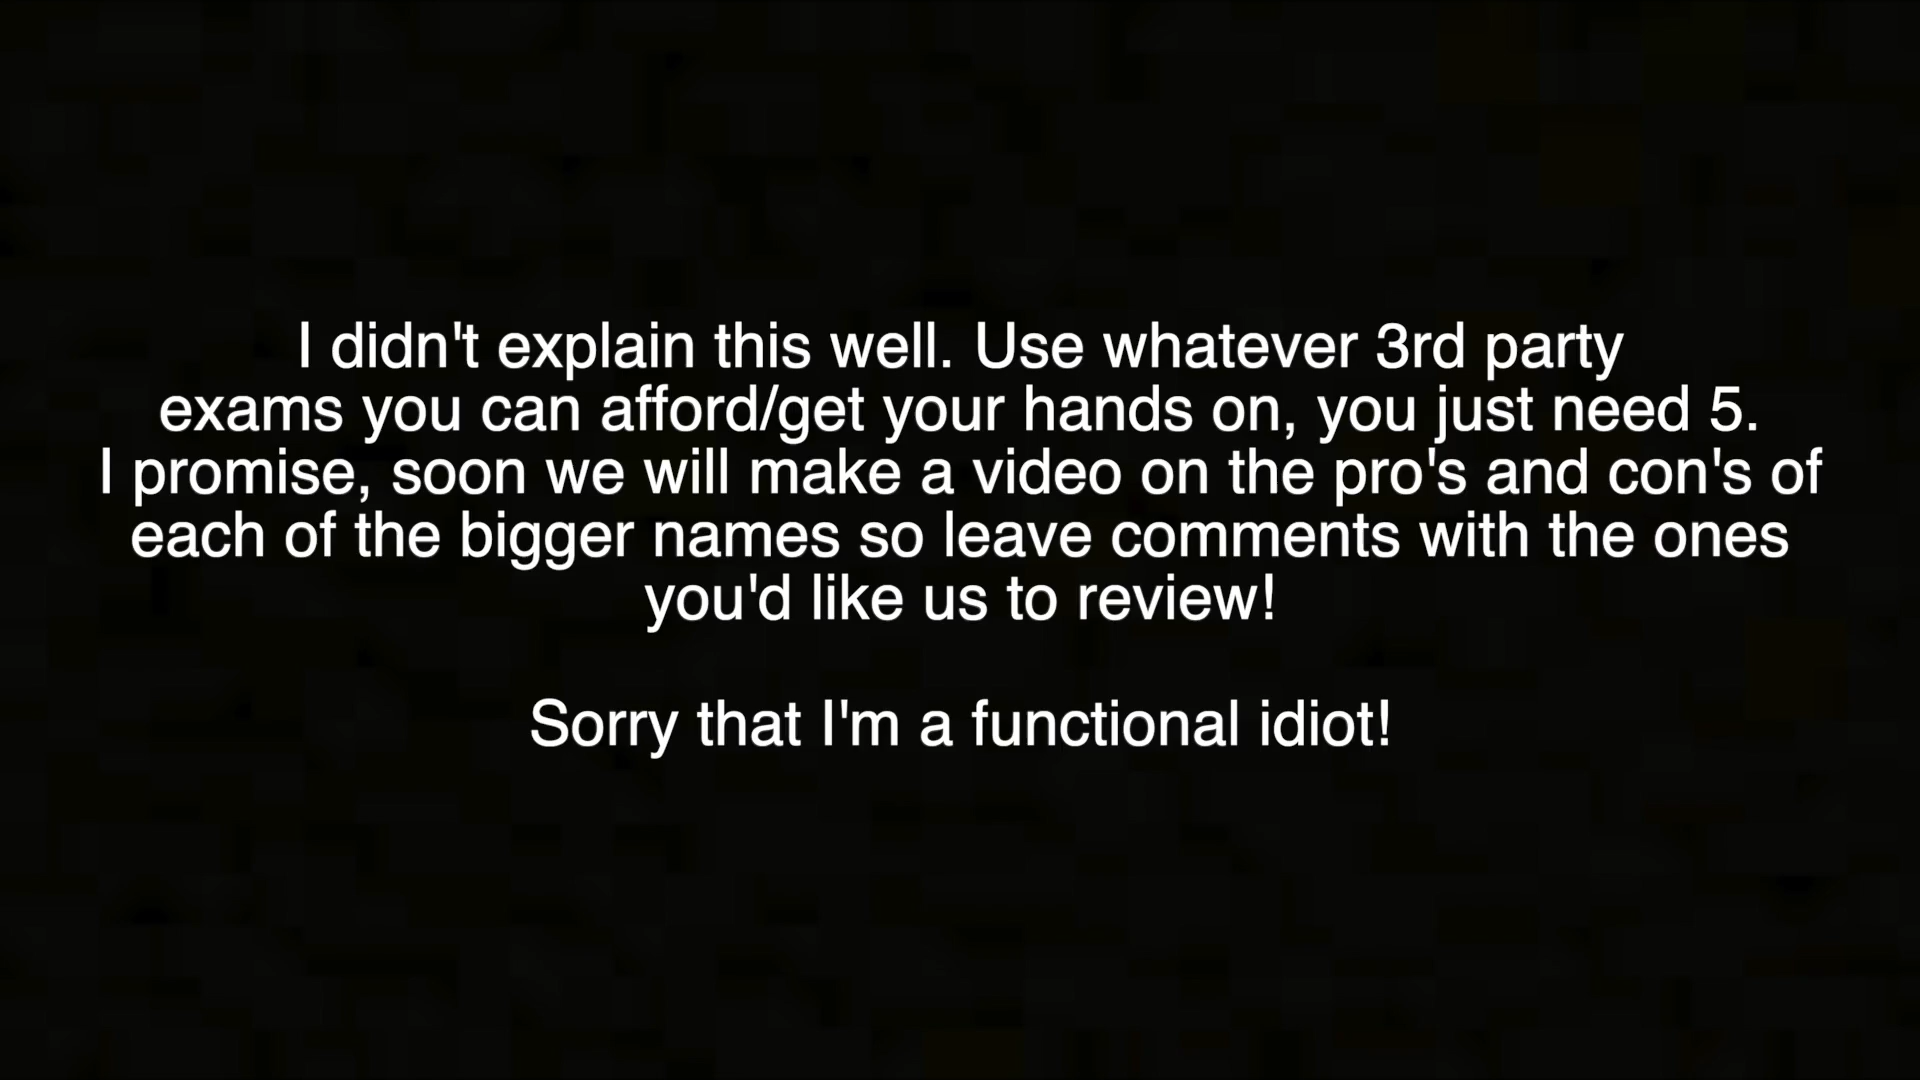 I didn't explain this well. Use whatever 3rd party
exams you can afford/get your hands on, you just need 5.
I promise, soon we will make a video on the pro's and con's of
each of the bigger names so leave comments with the ones
you'd like us to review!
Sorry that I'm a functional idiot!